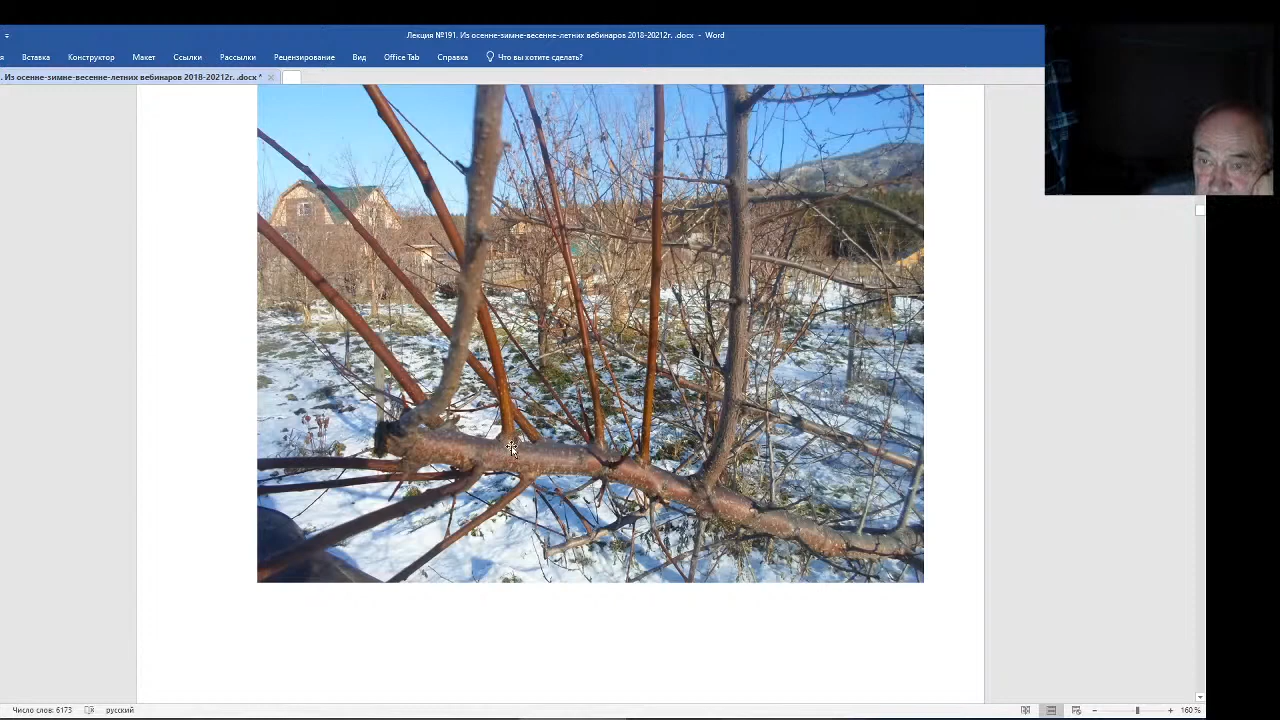 Лекция №191. Из осенне-зимне-весенне-летних вебинаров 2018-20212г. .docx - Word
я Вставка Конструктор Макет Ссылки Рассылки Рецензирование Вид Office Tab Справка Что вы хотите сделать?
. Из осенне-зимне-весенне-летних вебинаров 2018-20212г. .docx *
Число слов: 6173 русский 160 %